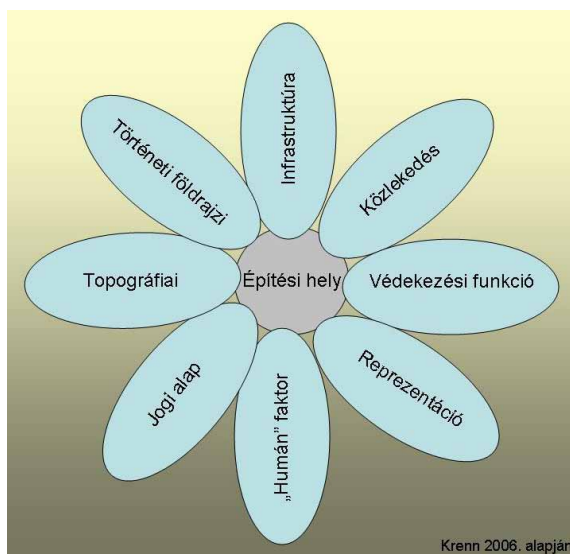 Infrastruktúra
Közlekedés
Védekezési funkció
Reprezentáció
„Humán” faktor
Jogi alap
Topográfiai
Történeti földrajzi
Építési hely
Krenn 2006. alapján